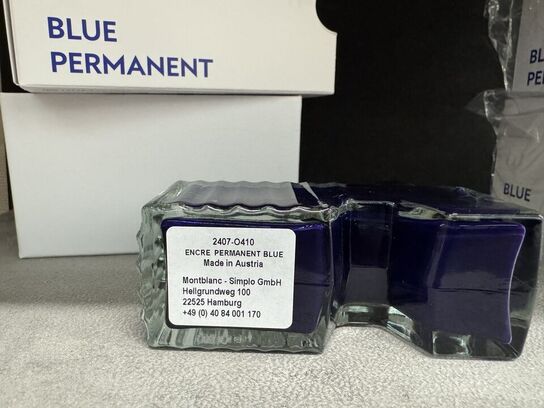 BLUE
PERMANENT
BLUE
2407-O410
ENCRE PERMANENT BLUE
Made in Austria
Montblanc - Simplo GmbH
Hellgrundweg 100
22525 Hamburg
+49 (0) 40 84 001 170